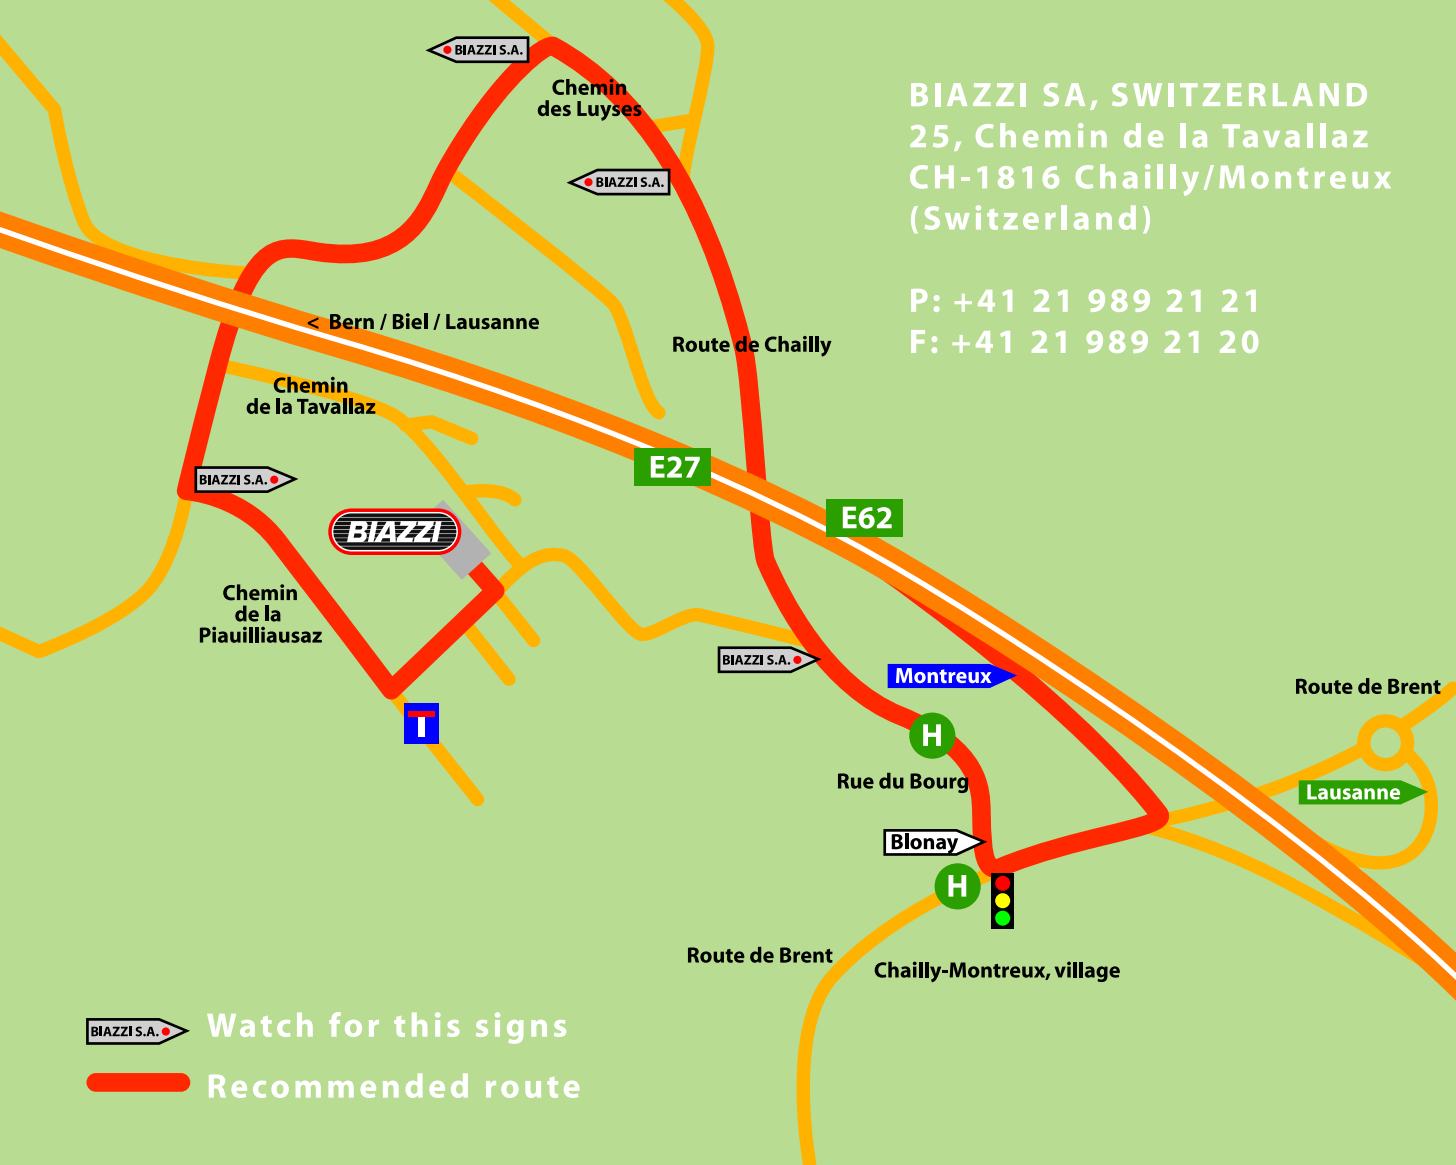 BIAZZI S.A.
Chemin
des Luyses
BIAZZI S.A.
BIAZZI SA, SWITZERLAND
25, Chemin de la Tavallaz
CH-1816 Chailly/Montreux
(Switzerland)
P: +41 21 989 21 21
F: +41 21 989 21 20
< Bern / Biel / Lausanne
Route de Chailly
Chemin
de la Tavallaz
E27
BIAZZI S.A.
E62
BIAZZI
Chemin
de la
Piauilliausaz
BIAZZI S.A.
Montreux
Route de Brent
T
H
Rue du Bourg
Lausanne
Blonay
H
Route de Brent
Chailly-Montreux, village
BIAZZI S.A.
Watch for this signs
Recommended route